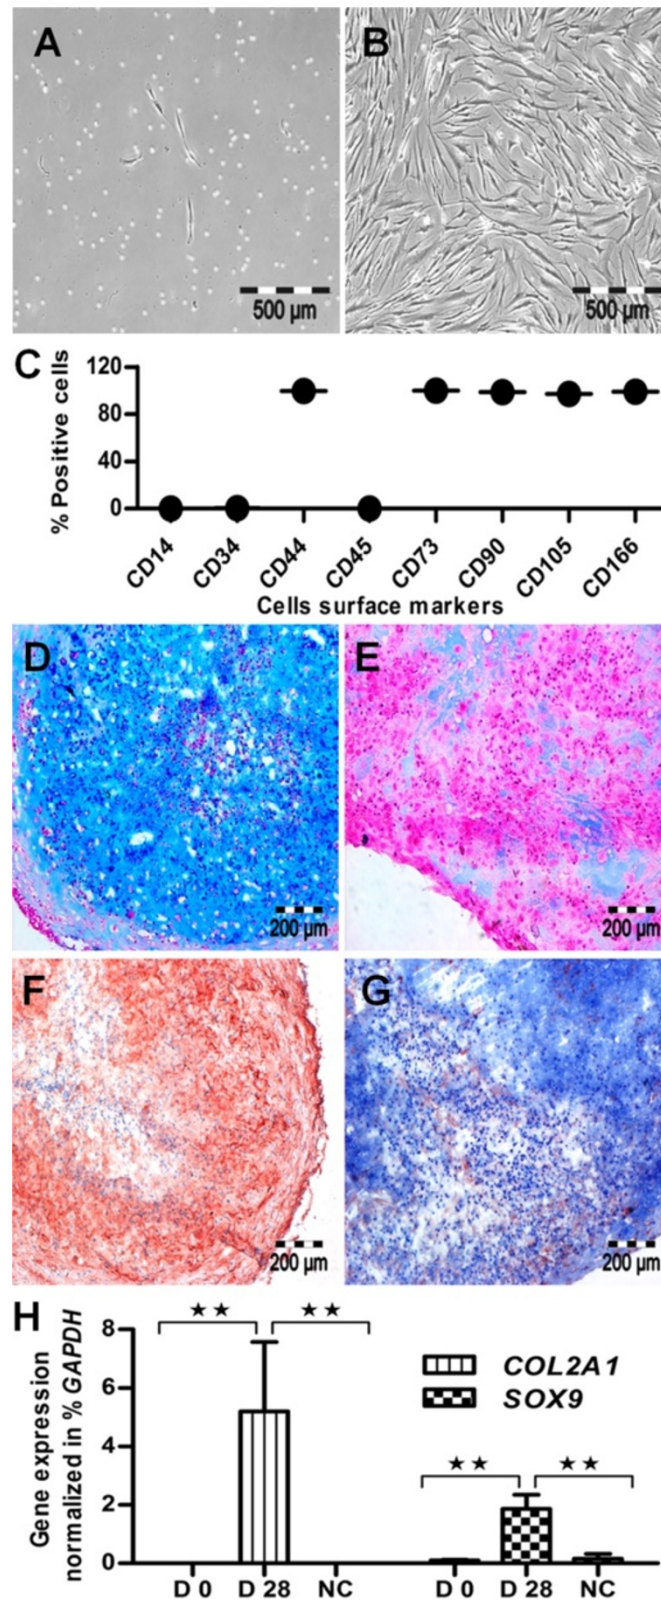 A
B
500 µm
500 µm
C
120
80
40
0
% Positive cells
CD14
CD34
CD44
CD45
CD73
CD90
CD105
CD166
Cells surface markers
D
E
200 µm
200 µm
F
G
200 µm
200 µm
H
8
6
4
2
0
Gene expression
normalized in % GAPDH
★★
★★
COL2A1
SOX9
★★
★★
D 0
D 28
NC
D 0
D 28
NC